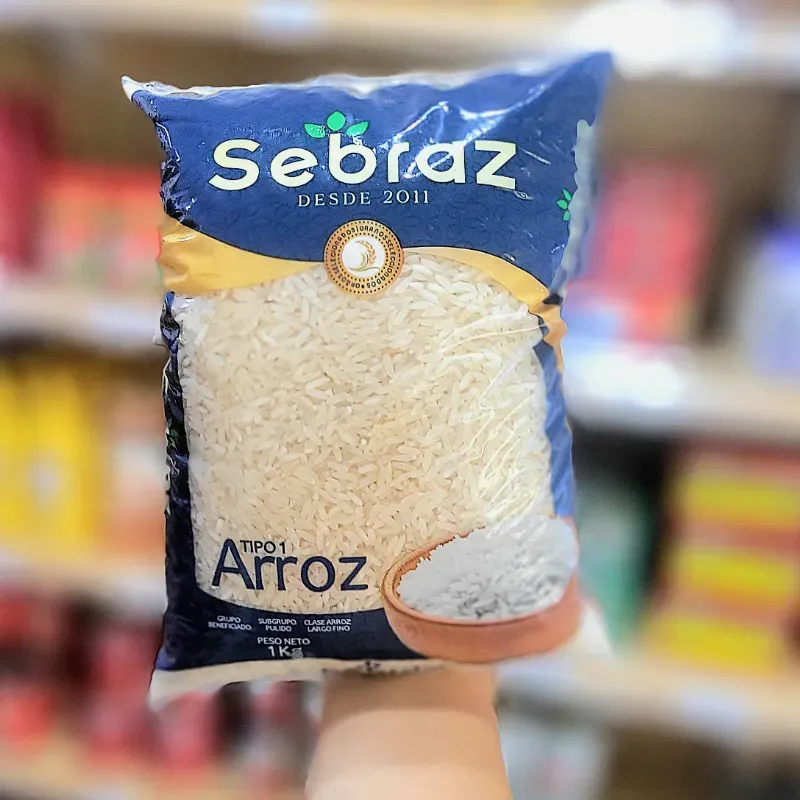 Sebraz
DESDE 2011
TIPO 1
Arroz
GRUPO SUBGRUPO CLASE ARROZ
BENEFICIADO PULIDO LARGO FINO
PESO NETO
1Kg